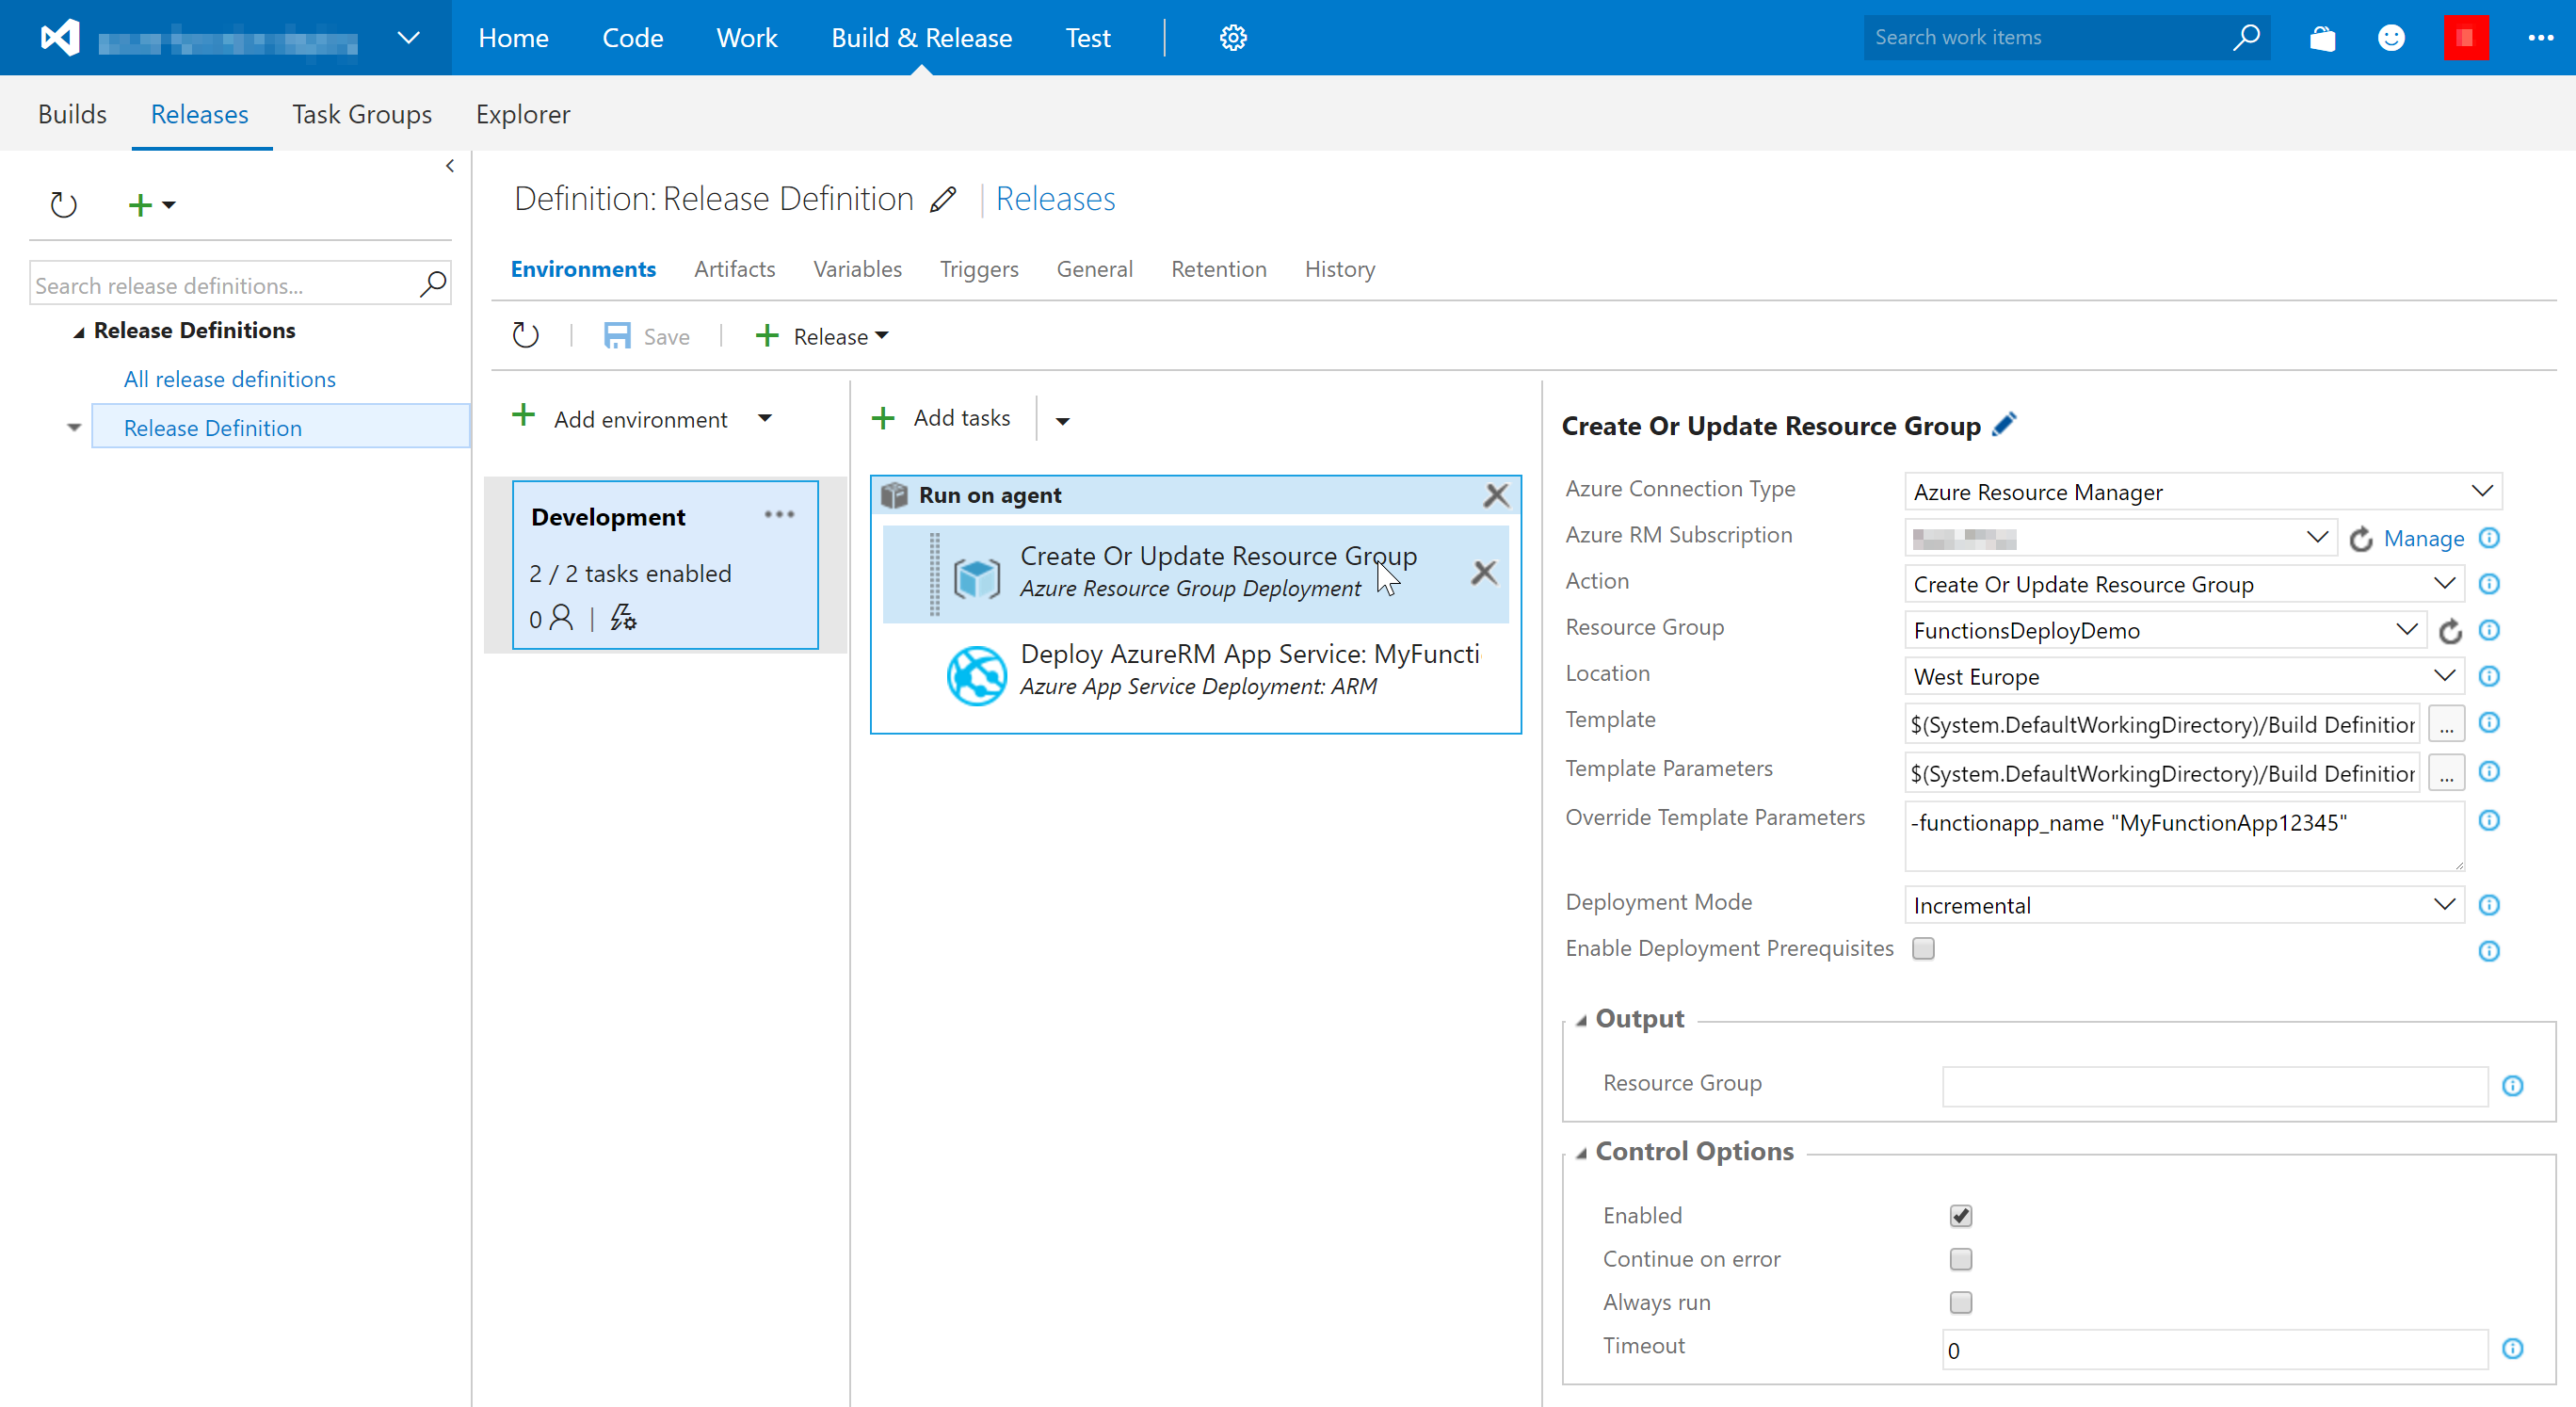 Home Code Work Build & Release Test Search work items
Builds Releases Task Groups Explorer
Search release definitions...
Release Definitions
All release definitions
Release Definition
Definition: Release Definition | Releases
Environments Artifacts Variables Triggers General Retention History
Save Release
Add environment
Development
2 / 2 tasks enabled
0
Add tasks
Run on agent
Create Or Update Resource Group
Azure Resource Group Deployment
Deploy AzureRM App Service: MyFuncti
Azure App Service Deployment: ARM
Create Or Update Resource Group
Azure Connection Type Azure Resource Manager
Azure RM Subscription Manage
Action Create Or Update Resource Group
Resource Group FunctionsDeployDemo
Location West Europe
Template $(System.DefaultWorkingDirectory)/Build Definition ...
Template Parameters $(System.DefaultWorkingDirectory)/Build Definition ...
Override Template Parameters -functionapp_name "MyFunctionApp12345"
Deployment Mode Incremental
Enable Deployment Prerequisites
Output
Resource Group
Control Options
Enabled
Continue on error
Always run
Timeout 0